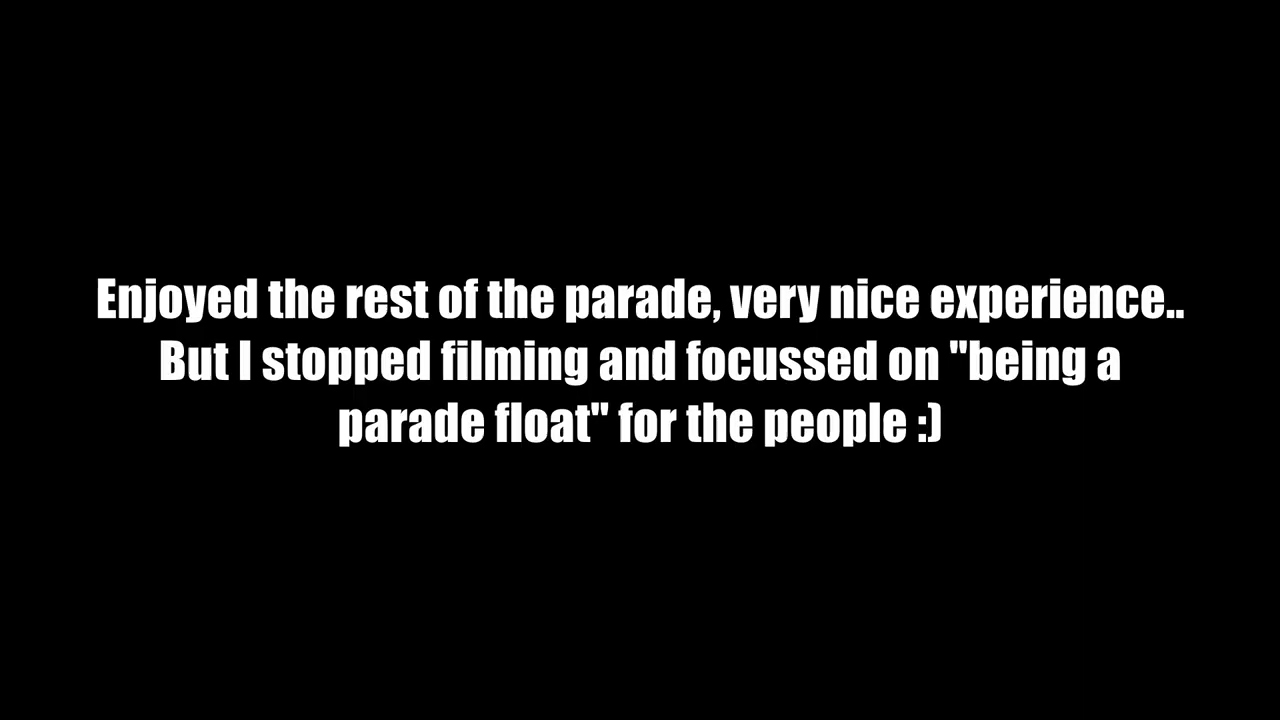 Enjoyed the rest of the parade, very nice experience..
But I stopped filming and focussed on "being a
parade float" for the people :)